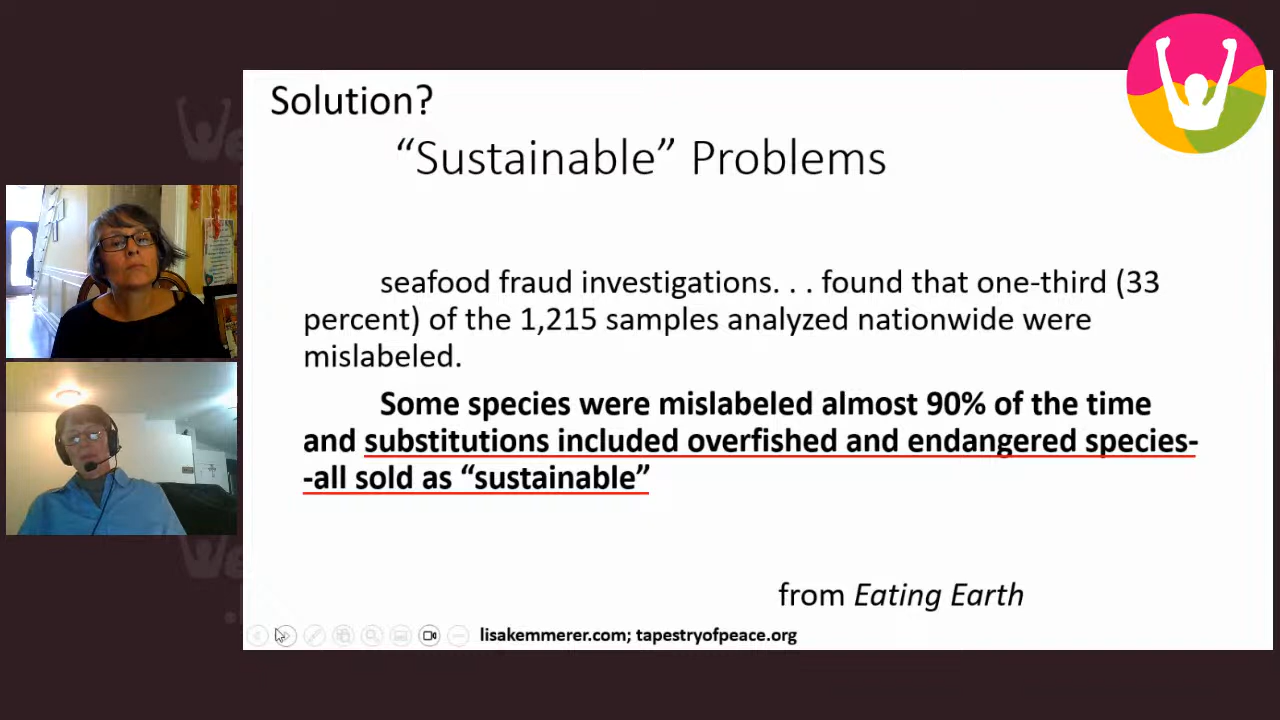 Solution?
“Sustainable” Problems
seafood fraud investigations. . . found that one-third (33
percent) of the 1,215 samples analyzed nationwide were
mislabeled.
Some species were mislabeled almost 90% of the time
and substitutions included overfished and endangered species-
-all sold as “sustainable”
from Eating Earth
lisakemmerer.com; tapestryofpeace.org